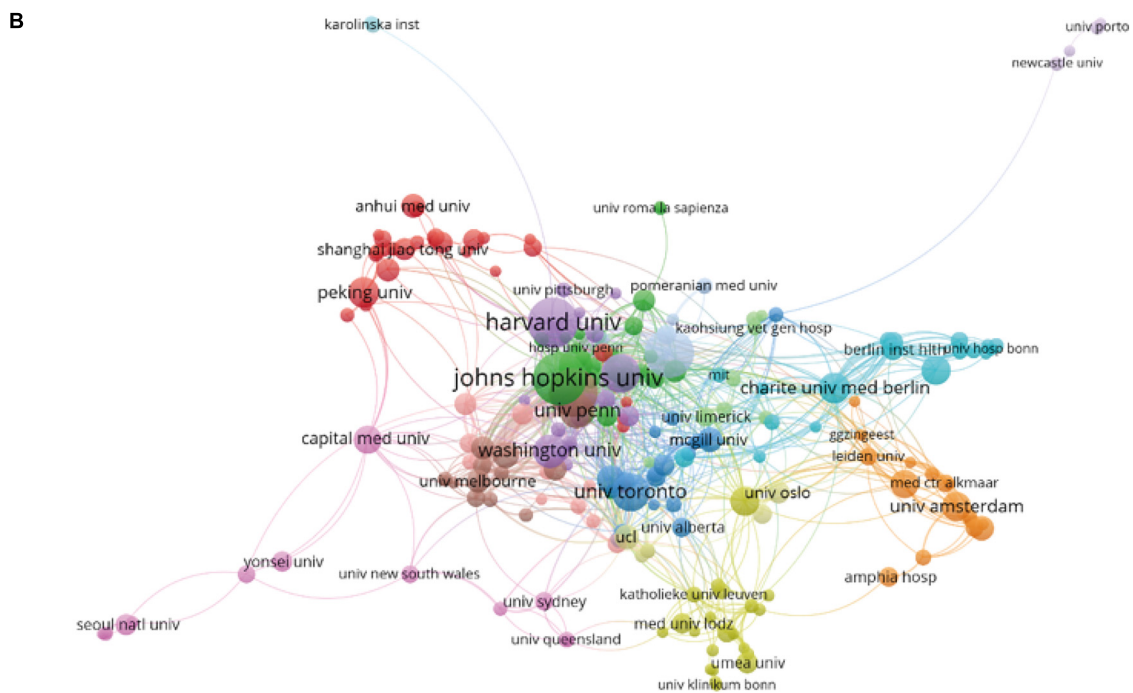 B
karolinska inst
univ porto
newcastle univ
anhui med univ
univ roma la sapienza
shanghai jiao tong univ
peking univ
univ pittsburgh
pomeranian med univ
harvard univ
kaohsiung vet gen hosp
hosp univ penn
berlin inst hlth
univ hosp bonn
johns hopkins univ
mit
charite univ med berlin
univ penn
univ limerick
capital med univ
mcgill univ
ggzingeest
washington univ
leiden univ
univ melbourne
med ctr alkmaar
univ toronto
univ oslo
univ amsterdam
univ alberta
ucl
yonsei univ
univ new south wales
amphia hosp
katholieke univ leuven
univ sydney
seoul natl univ
med univ lodz
univ queensland
umea univ
univ klinikum bonn